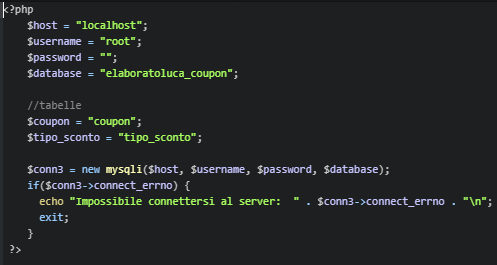 <?php
$host = "localhost";
$username = "root";
$password = "";
$database = "elaboratoluca_coupon";
//tabelle
$coupon = "coupon";
$tipo_sconto = "tipo_sconto";
$conn3 = new mysqli($host, $username, $password, $database);
if($conn3->connect_errno) {
echo "Impossibile connettersi al server:  " . $conn3->connect_errno . "\n";
exit;
}
?>